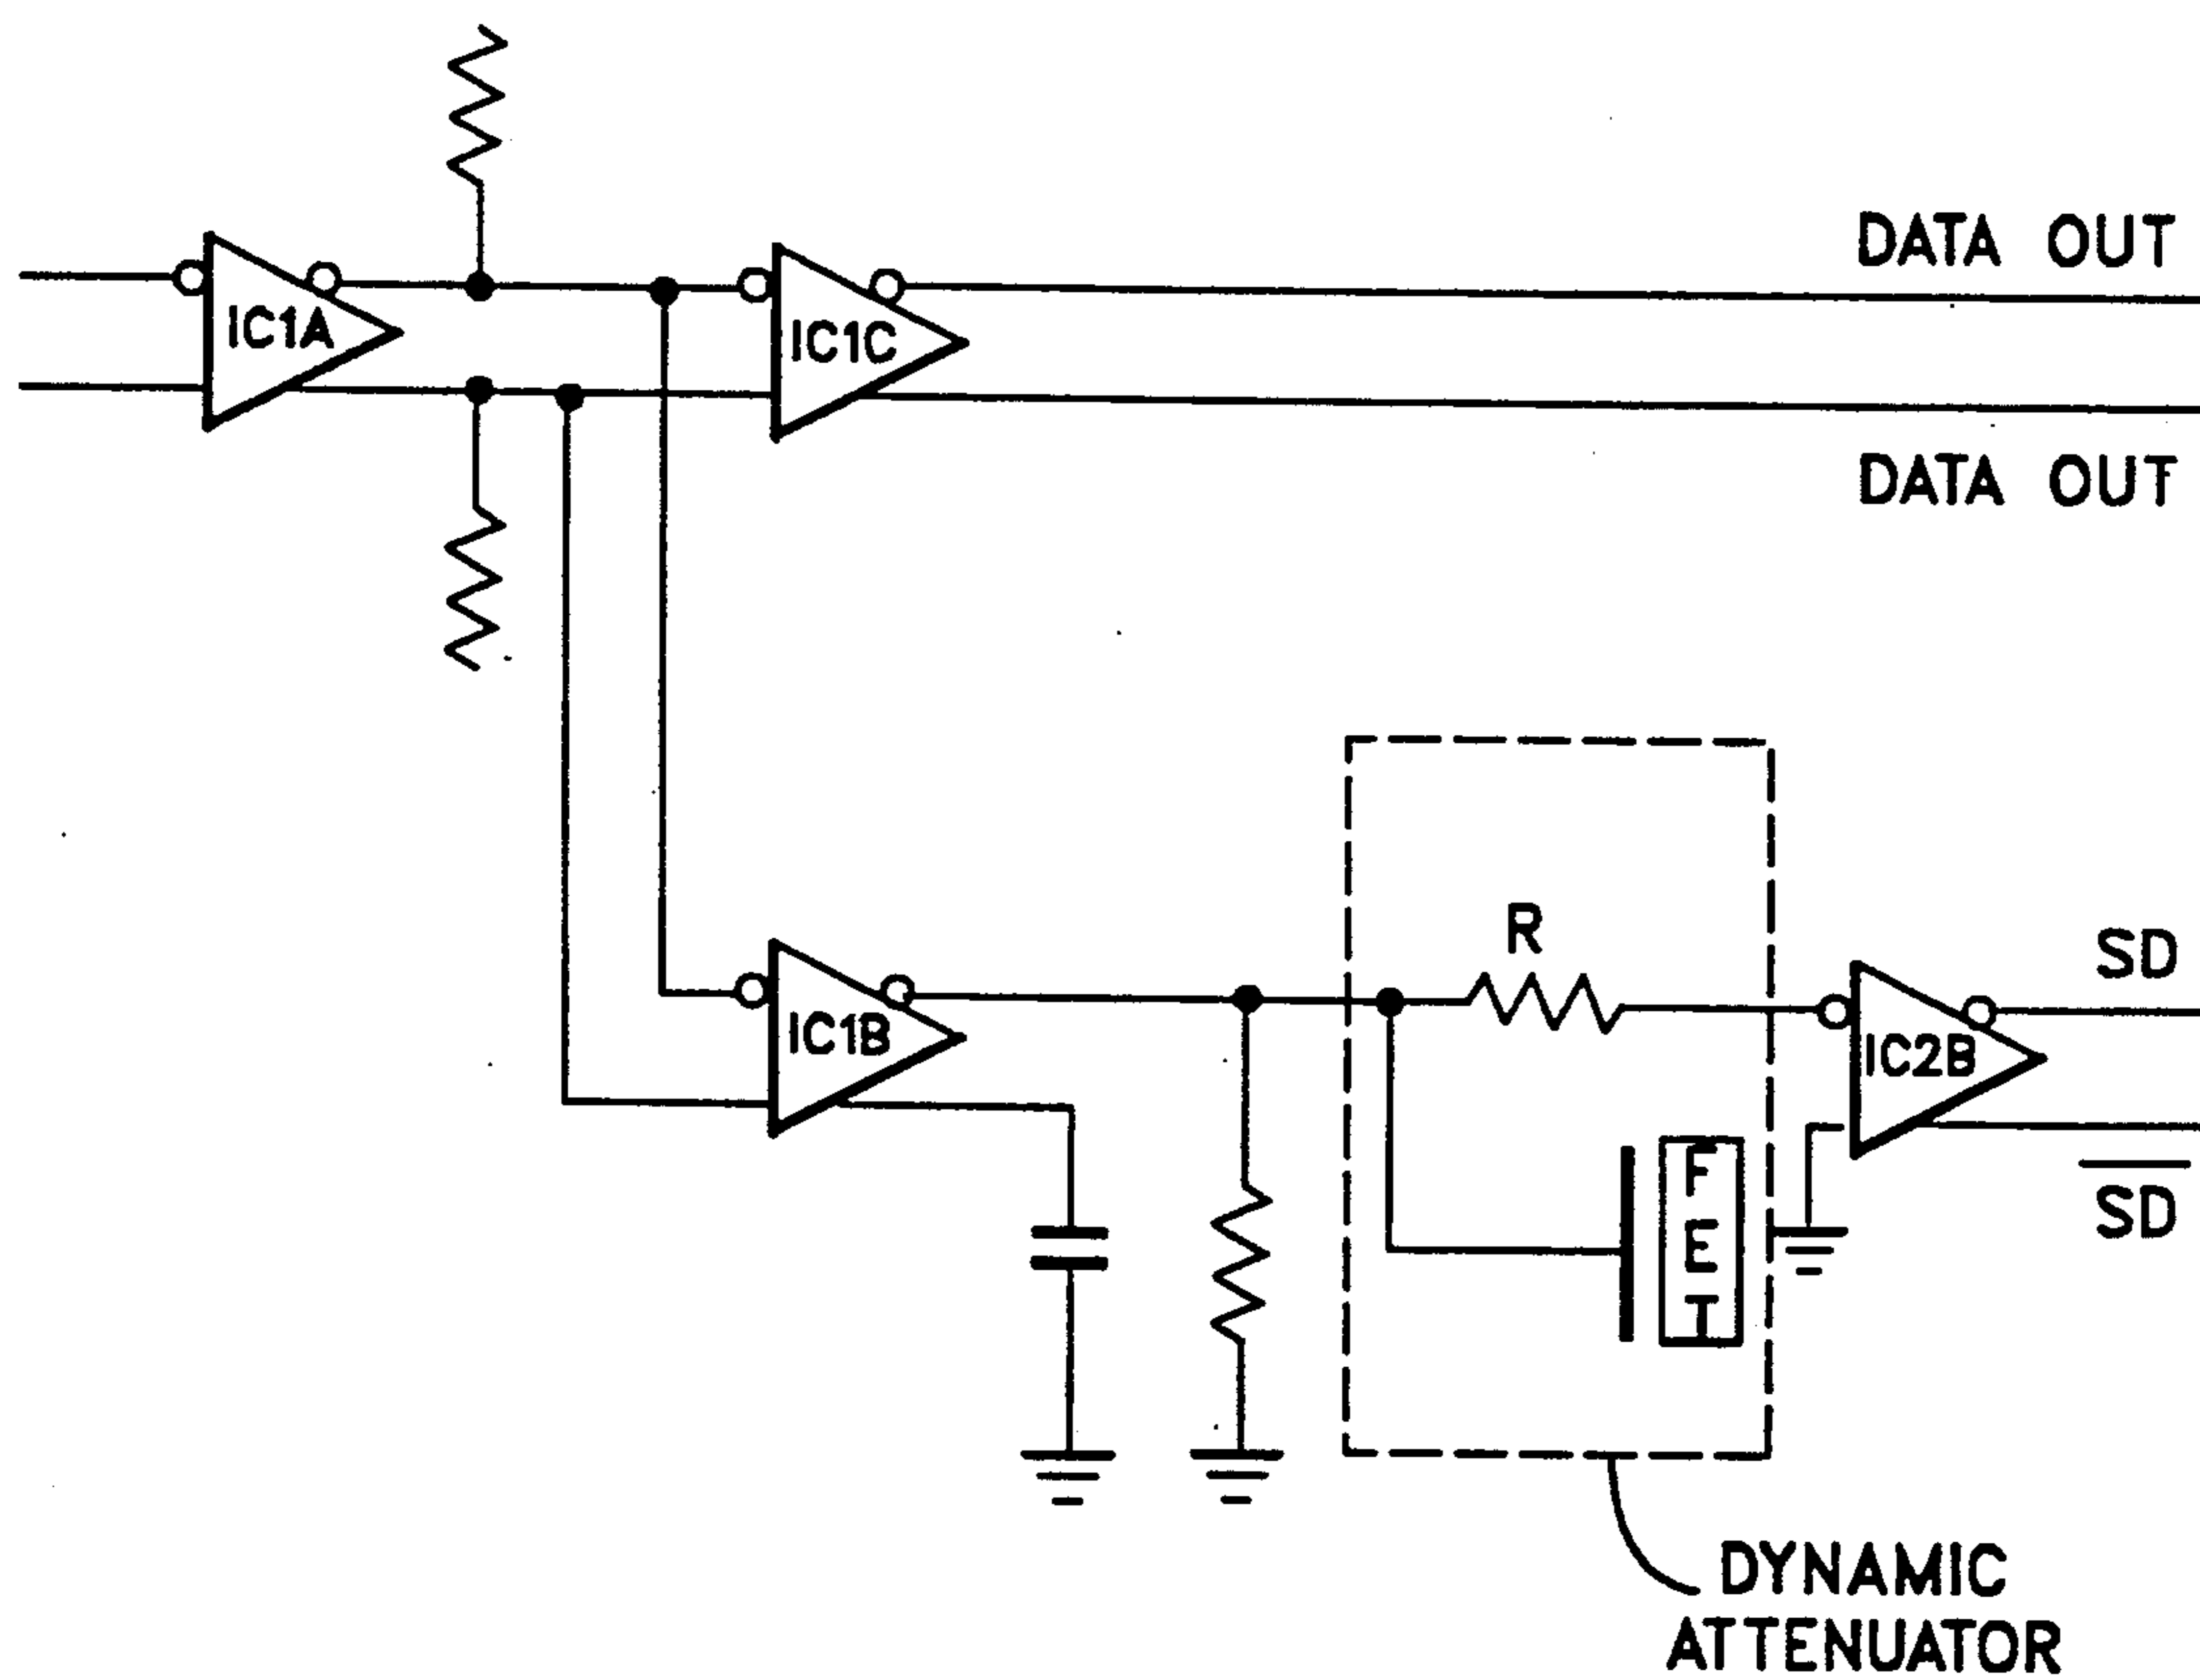 DATA OUT
IC1A
IC1C
DATA OUT
R
SD
IC1B
IC2B
FET
SD
DYNAMIC
ATTENUATOR